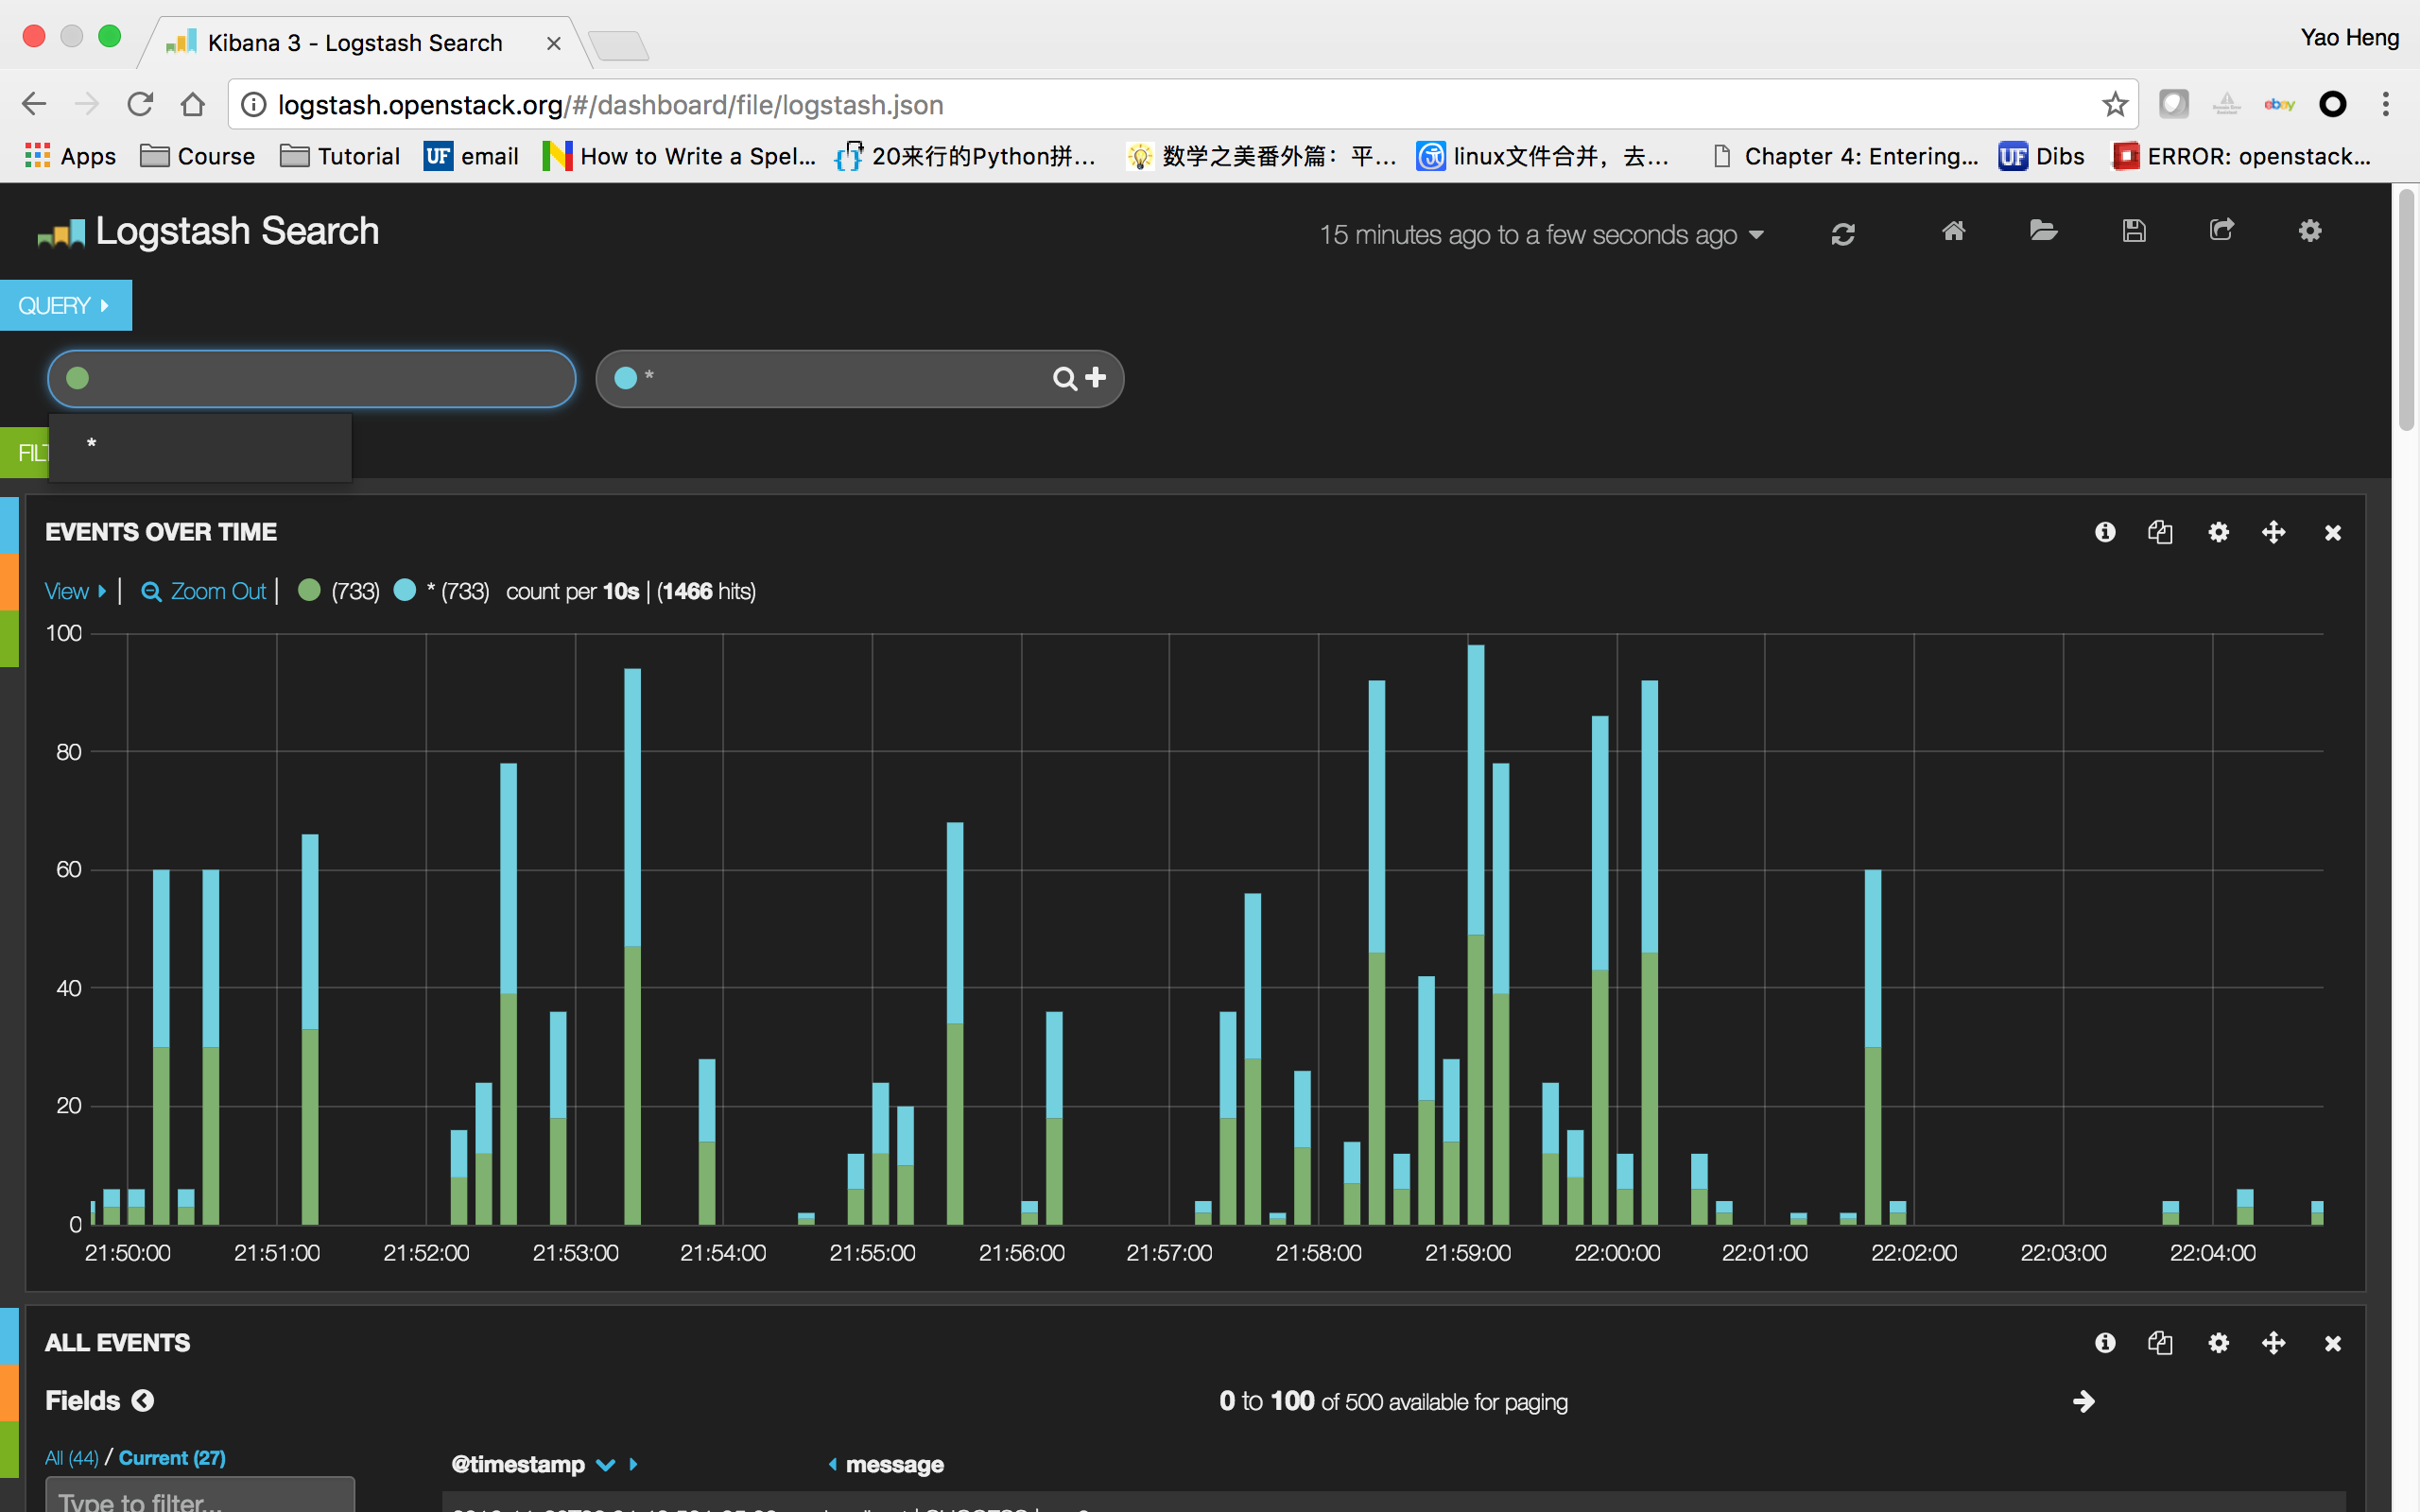 Kibana 3 - Logstash Search
Yao Heng
logstash.openstack.org/#/dashboard/file/logstash.json
ebay
Apps Course Tutorial UF email How to Write a Spel... 20来行的Python拼... 数学之美番外篇：平... linux文件合并，去... Chapter 4: Entering... UF Dibs ERROR: openstack...
Logstash Search 15 minutes ago to a few seconds ago
QUERY
*
*
FILT
EVENTS OVER TIME
View | Zoom Out | (733) * (733) count per 10s | (1466 hits)
100
80
60
40
20
0
21:50:00 21:51:00 21:52:00 21:53:00 21:54:00 21:55:00 21:56:00 21:57:00 21:58:00 21:59:00 22:00:00 22:01:00 22:02:00 22:03:00 22:04:00
ALL EVENTS
Fields 0 to 100 of 500 available for paging
All (44) / Current (27)
@timestamp message
Type to filter...